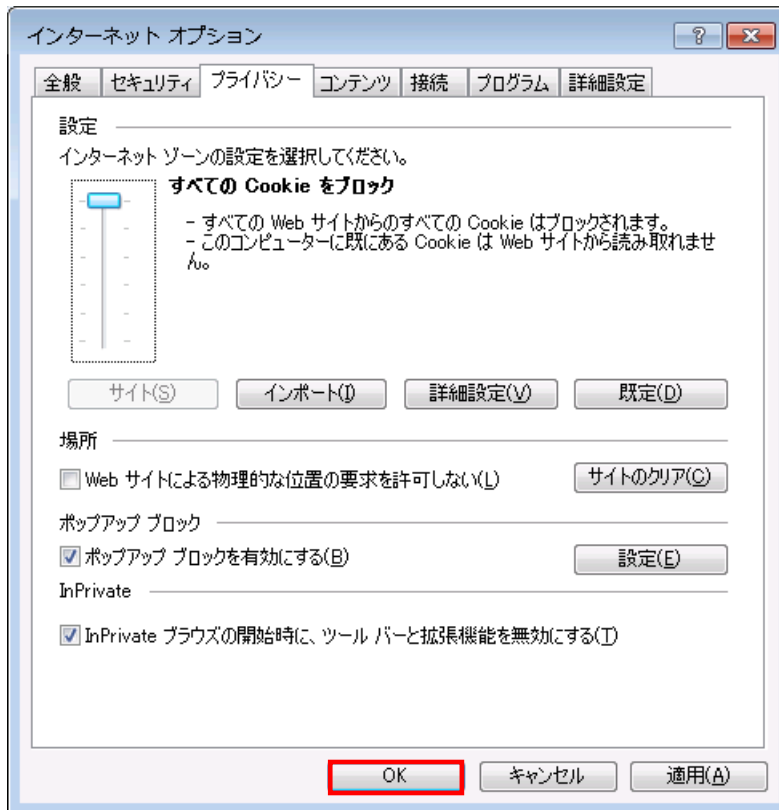 インターネット オプション
全般 セキュリティ プライバシー コンテンツ 接続 プログラム 詳細設定
設定
インターネット ゾーンの設定を選択してください。
すべての Cookie をブロック
- すべての Web サイトからのすべての Cookie はブロックされます。
- このコンピューターに既にある Cookie は Web サイトから読み取れませ
ん。
サイト(S) インポート(I) 詳細設定(V) 既定(D)
場所
Web サイトによる物理的な位置の要求を許可しない(L) サイトのクリア(C)
ポップアップ ブロック
ポップアップ ブロックを有効にする(B) 設定(E)
InPrivate
InPrivate ブラウズの開始時に、ツール バーと拡張機能を無効にする(T)
OK キャンセル 適用(A)